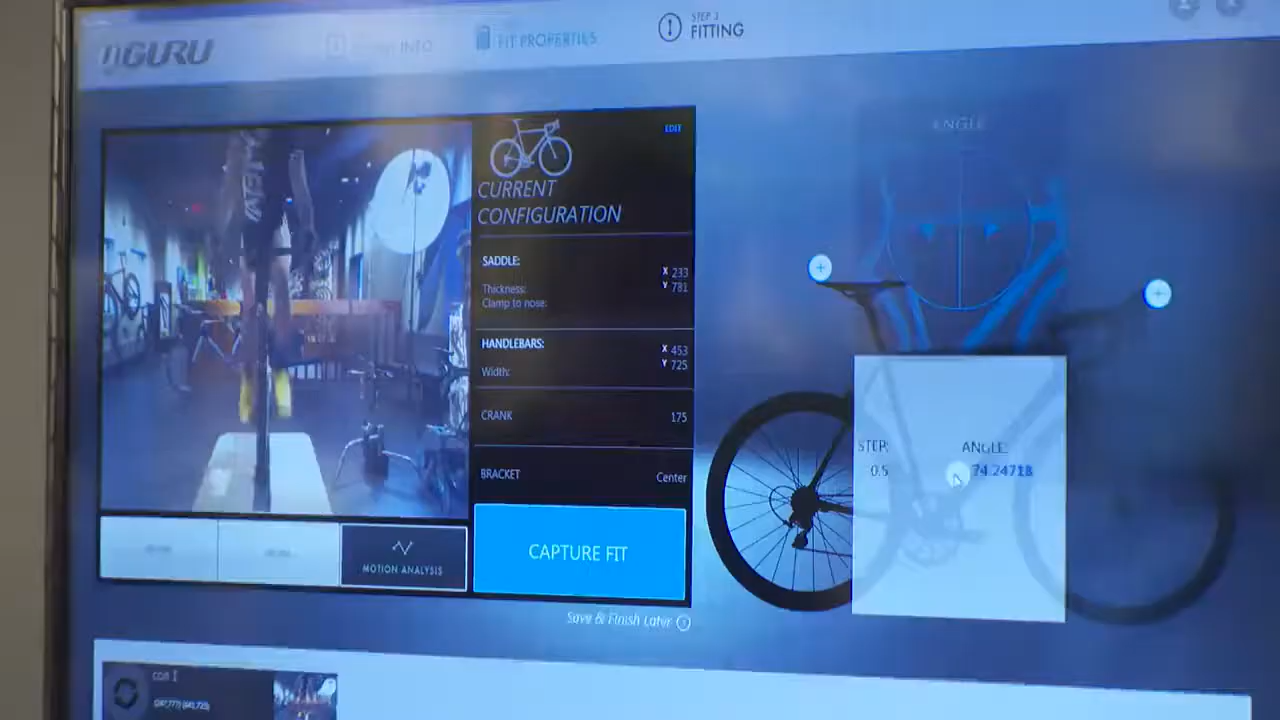 GURU
INFO
FIT PROPERTIES
STEP 3
FITTING
EDIT
CURRENT
CONFIGURATION
SADDLE:
X 233
Y 781
Thickness:
Clamp to nose:
HANDLEBARS:
X 453
Y 725
Width:
CRANK
175
BRACKET
Center
CAPTURE FIT
MOTION ANALYSIS
Save & Finish Later
ANGLE
STEP:
0.5
ANGLE:
74.24718